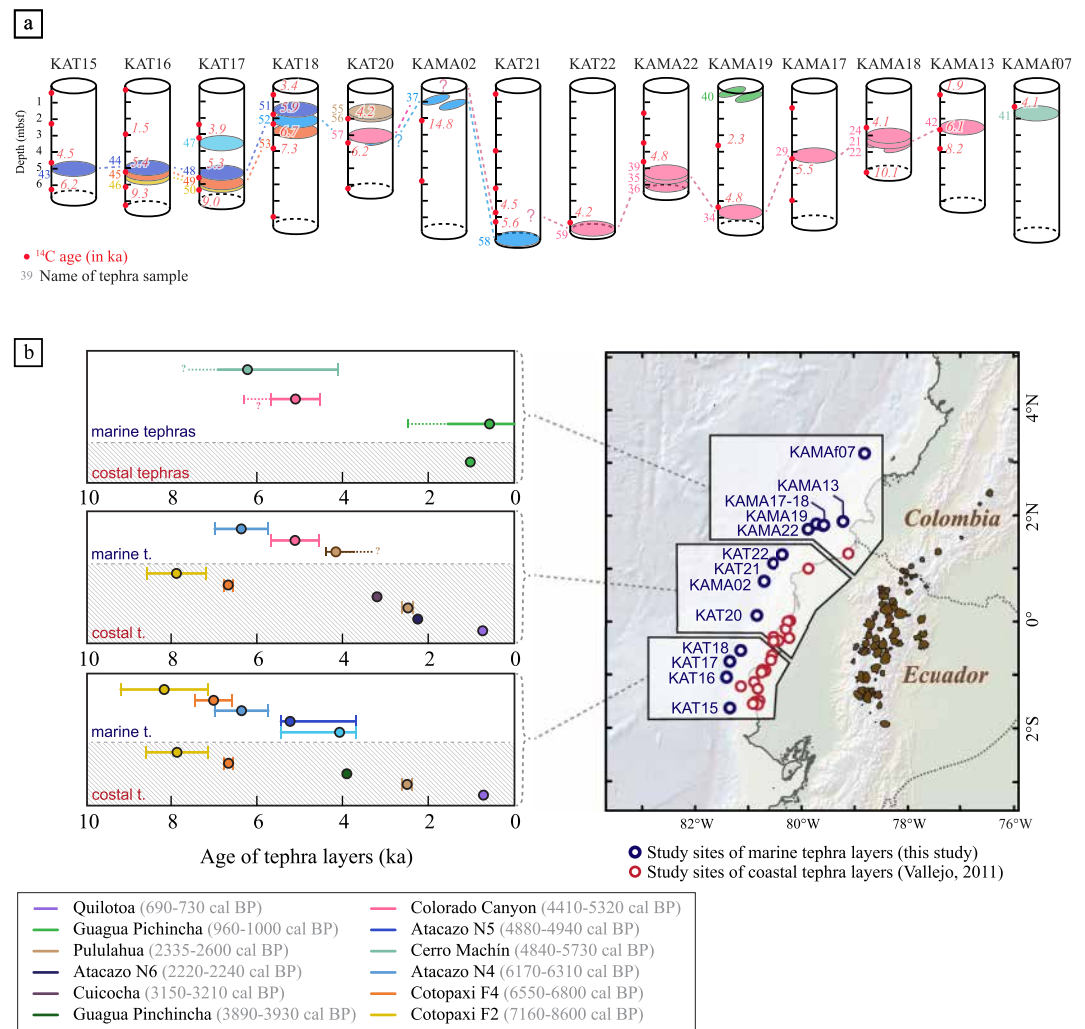 a
KAT15 KAT16 KAT17 KAT18 KAT20 KAMA02 KAT21 KAT22 KAMA22 KAMA19 KAMA17 KAMA18 KAMA13 KAMAf07
Depth (mbsf)
1
2
3
4
5
6
4.5
43
6.2
1.5
44
5.4
45
46
9.3
3.9
47
5.3
48
49
50
9.0
3.4
51
5.9
52
6.7
53
7.3
55
4.2
56
57
6.2
?
?
37
14.8
4.5
?
5.6
58
4.2
59
4.8
39
35
36
40
2.3
4.8
34
29
5.5
4.1
24
21
22
10.1
1.9
42
6.1
8.2
4.1
41
14C age (in ka)
39 Name of tephra sample
b
?
?
marine tephras
costal tephras
10 8 6 4 2 0
?
marine t.
costal t.
10 8 6 4 2 0
marine t.
costal t.
10 8 6 4 2 0
Age of tephra layers (ka)
KAMAf07
KAMA13
KAMA17-18
KAMA19
KAMA22
KAT22
KAT21
KAMA02
KAT20
KAT18
KAT17
KAT16
KAT15
Colombia
Ecuador
4°N
2°N
0°
2°S
82°W 80°W 78°W 76°W
Study sites of marine tephra layers (this study)
Study sites of coastal tephra layers (Vallejo, 2011)
Quilotoa (690-730 cal BP)
Guagua Pichincha (960-1000 cal BP)
Pululahua (2335-2600 cal BP)
Atacazo N6 (2220-2240 cal BP)
Cuicocha (3150-3210 cal BP)
Guagua Pinchincha (3890-3930 cal BP)
Colorado Canyon (4410-5320 cal BP)
Atacazo N5 (4880-4940 cal BP)
Cerro Machín (4840-5730 cal BP)
Atacazo N4 (6170-6310 cal BP)
Cotopaxi F4 (6550-6800 cal BP)
Cotopaxi F2 (7160-8600 cal BP)